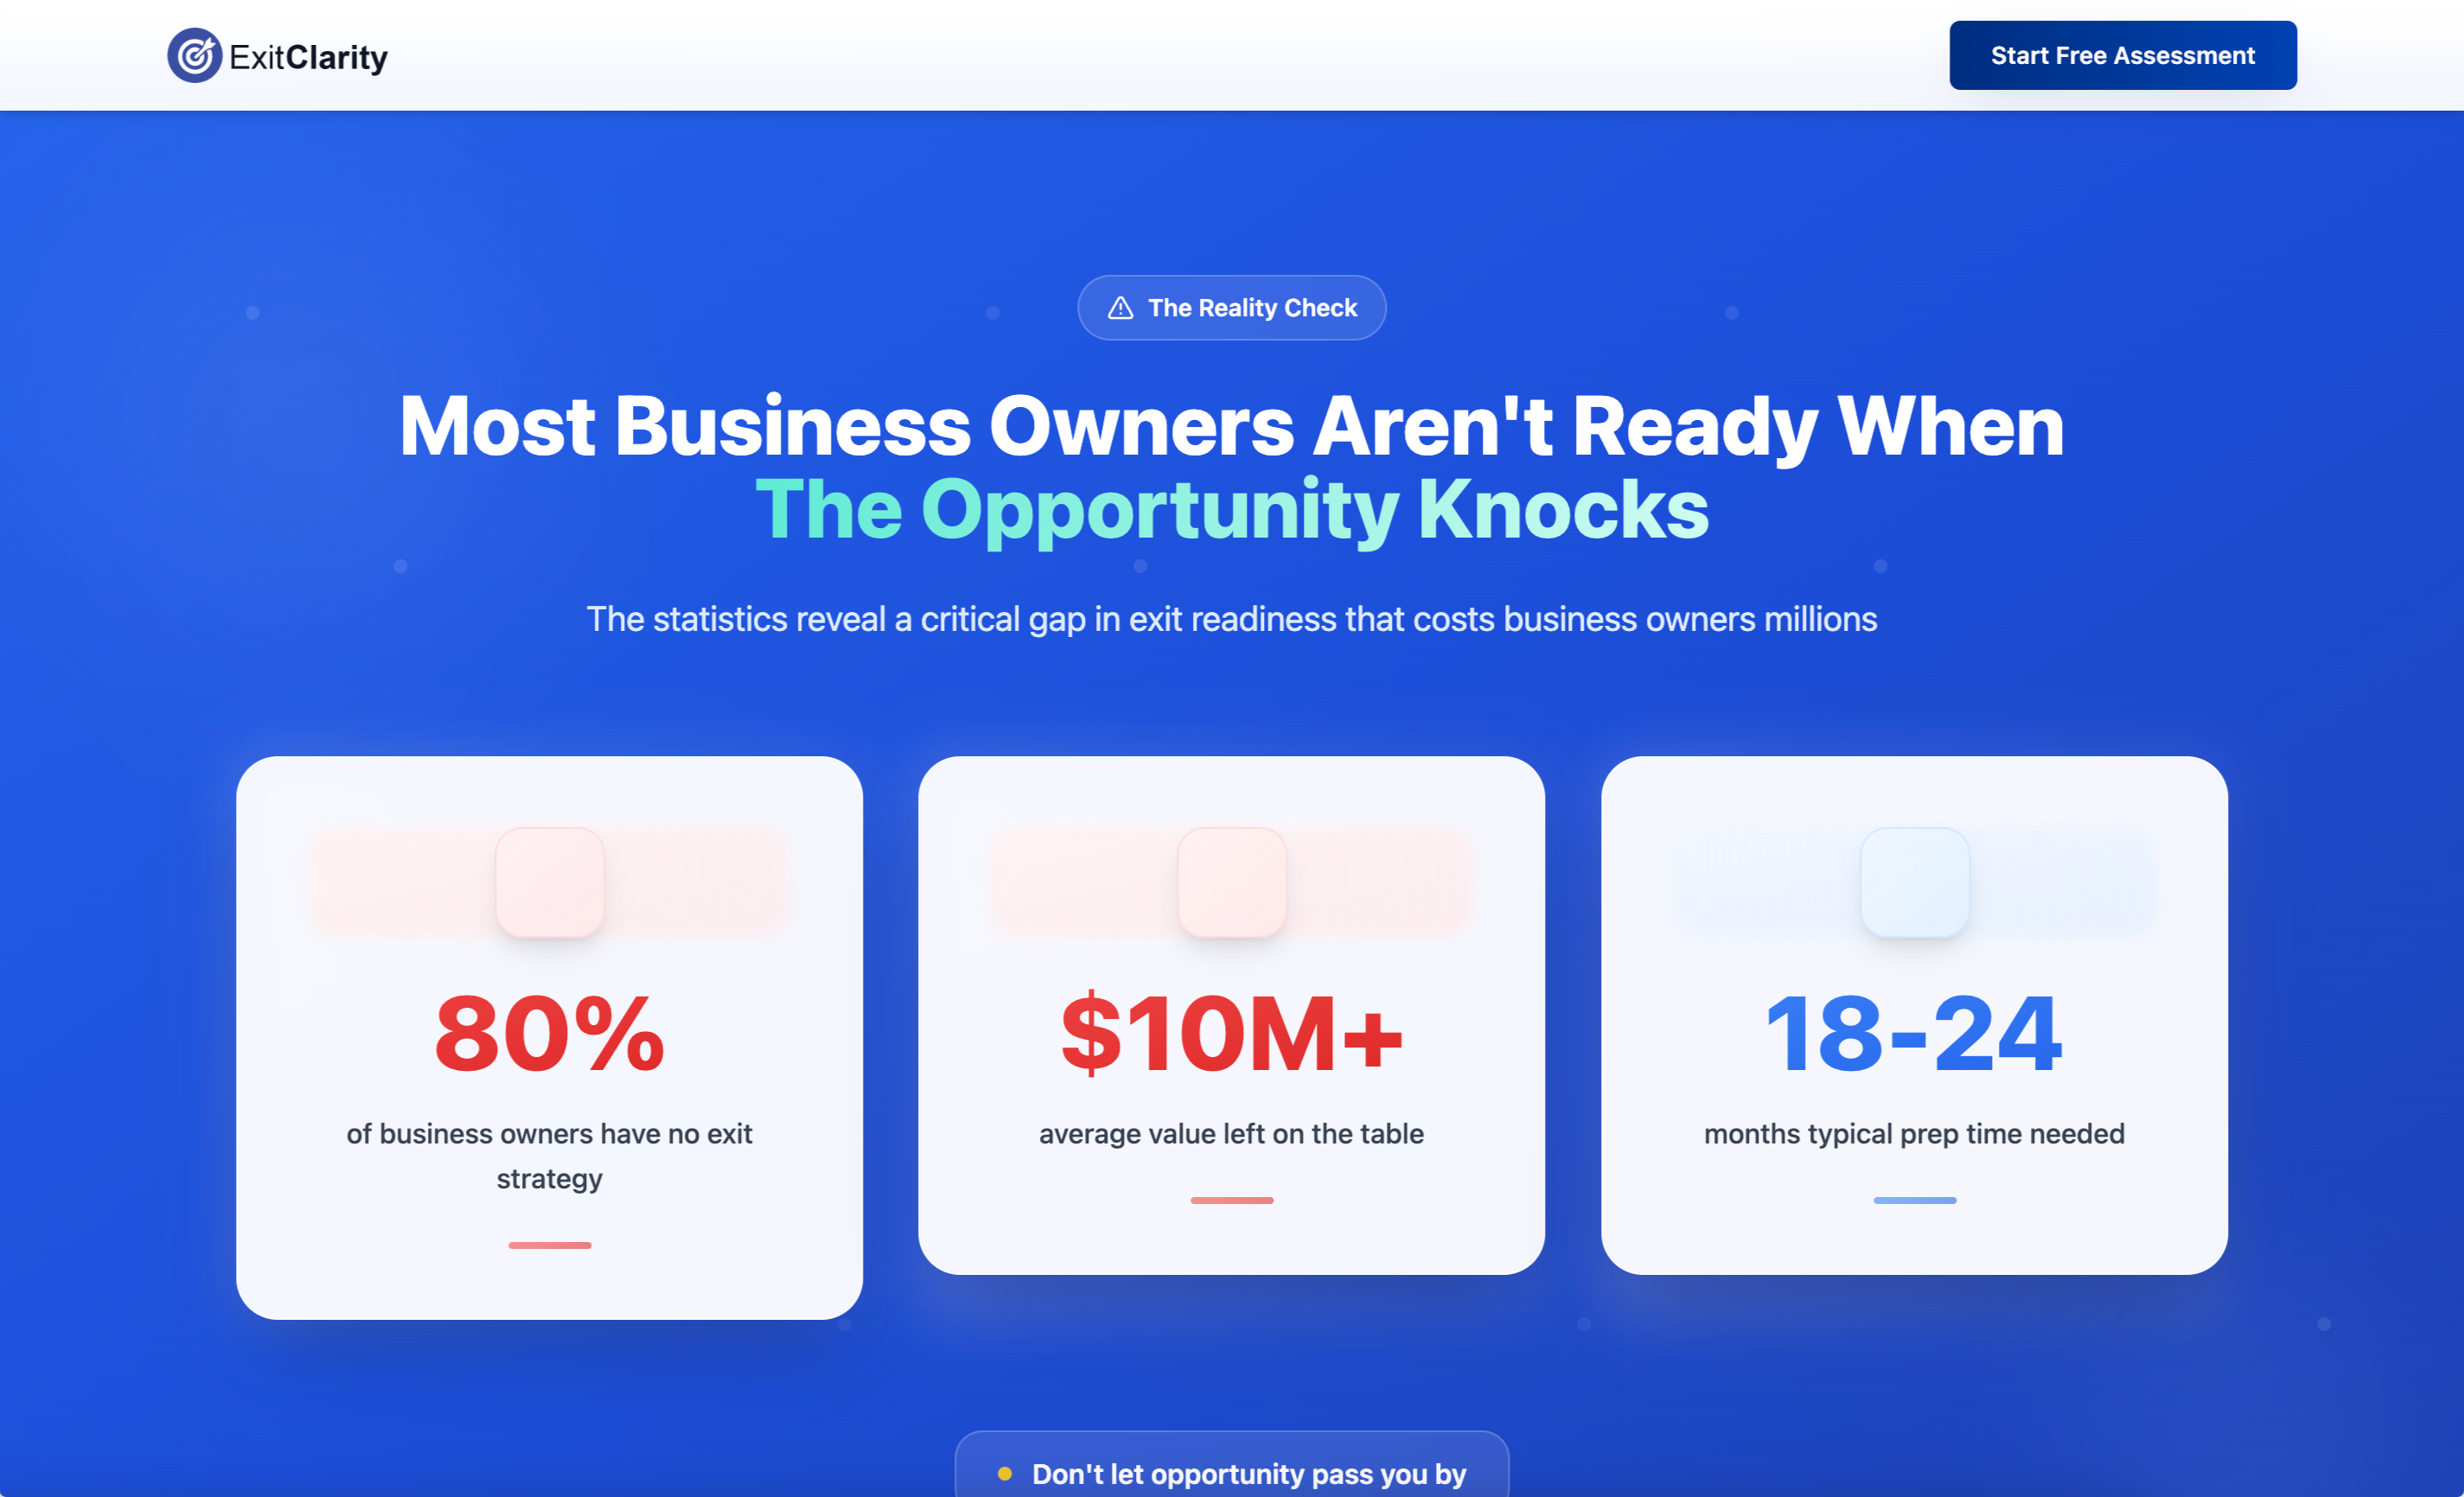 ExitClarity
Start Free Assessment
The Reality Check
Most Business Owners Aren't Ready When
The Opportunity Knocks
The statistics reveal a critical gap in exit readiness that costs business owners millions
80%
of business owners have no exit
strategy
$10M+
average value left on the table
18-24
months typical prep time needed
Don't let opportunity pass you by